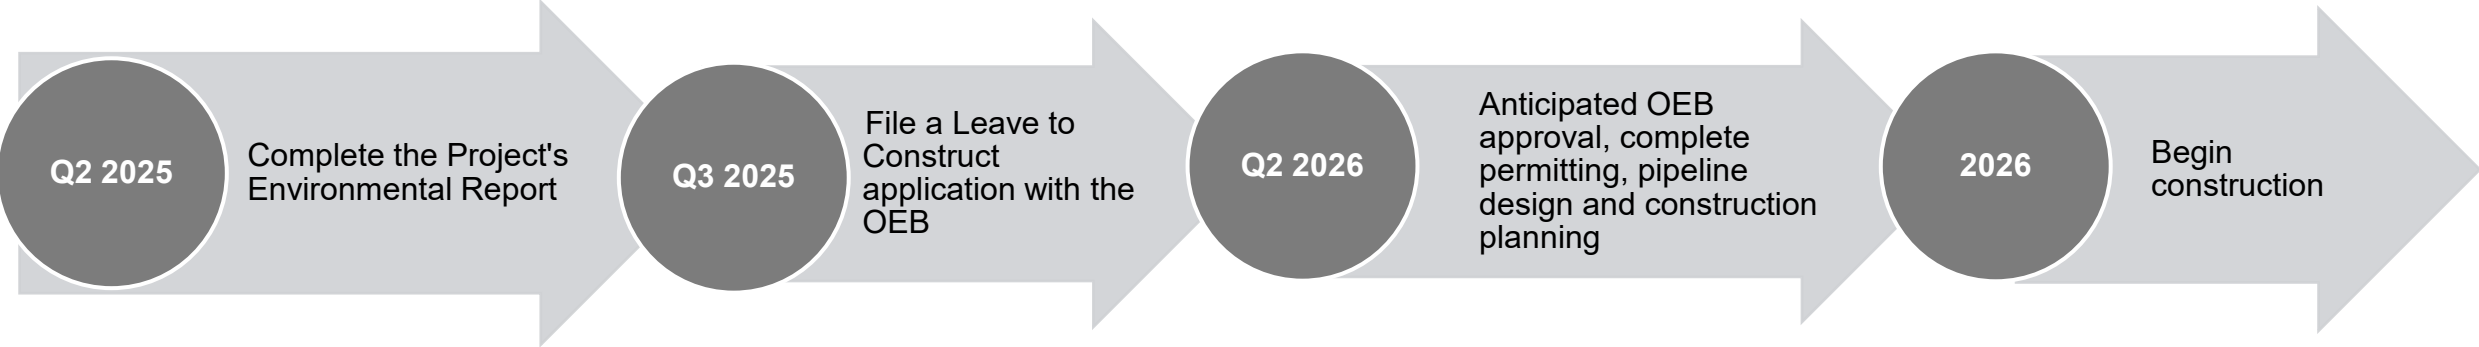 Q2 2025
Complete the Project's
Environmental Report
Q3 2025
File a Leave to
Construct
application with the
OEB
Q2 2026
Anticipated OEB
approval, complete
permitting, pipeline
design and construction
planning
2026
Begin
construction